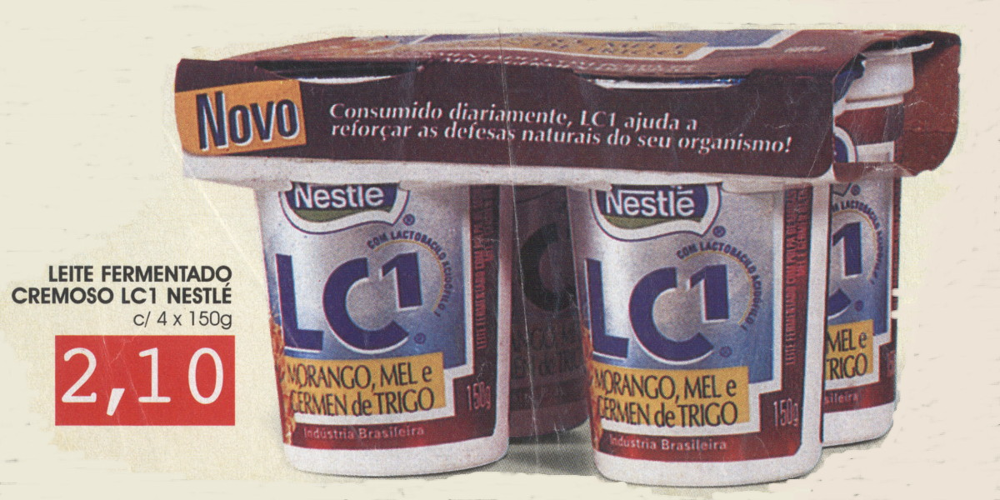 Novo
Consumido diariamente, LC1 ajuda a
reforçar as defesas naturais do seu organismo!
LEITE FERMENTADO
CREMOSO LC1 NESTLÉ
c/ 4 x 150g
2,10
Nestlé
COM LACTOBACILO ACIDÓFILO 1
LC1
MORANGO, MEL e
GERMEN de TRIGO
150g
Indústria Brasileira
Nestlé
COM LACTOBACILO ACIDÓFILO 1
LC1
MORANGO, MEL e
GERMEN de TRIGO
150g
Indústria Brasileira
MEL e
TRIGO